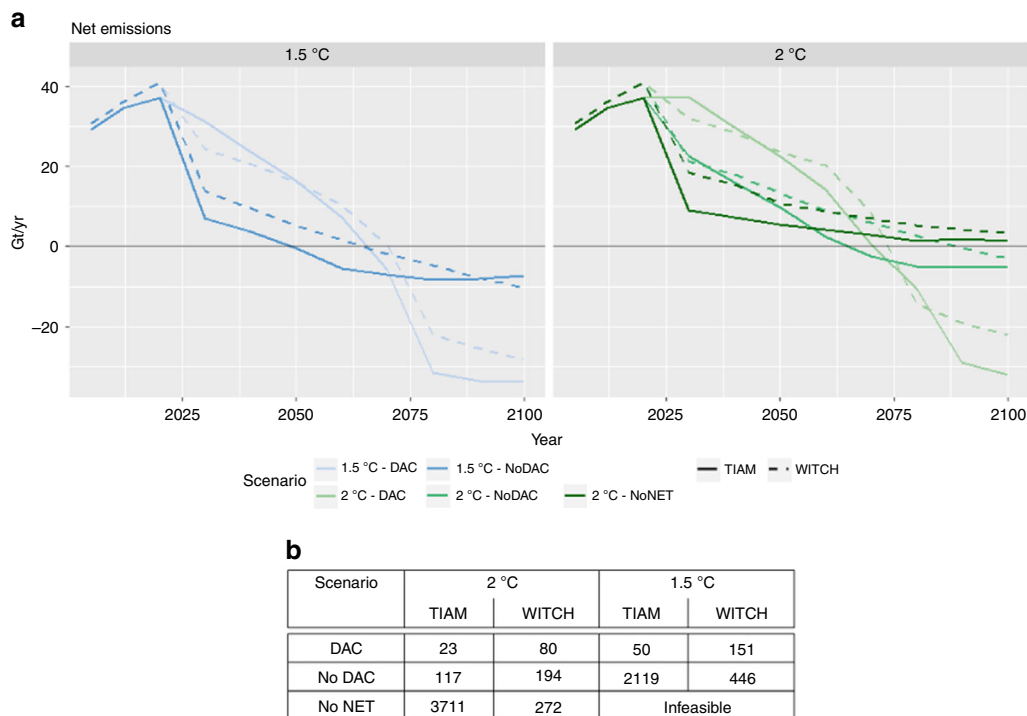 a
Net emissions
1.5 °C
2 °C
40
20
0
−20
Gt/yr
2025 2050 2075 2100
2025 2050 2075 2100
Year
Scenario
1.5 °C - DAC 1.5 °C - NoDAC
2 °C - DAC 2 °C - NoDAC 2 °C - NoNET
TIAM WITCH
b
Scenario 2 °C 1.5 °C
TIAM WITCH TIAM WITCH
DAC 23 80 50 151
No DAC 117 194 2119 446
No NET 3711 272 Infeasible